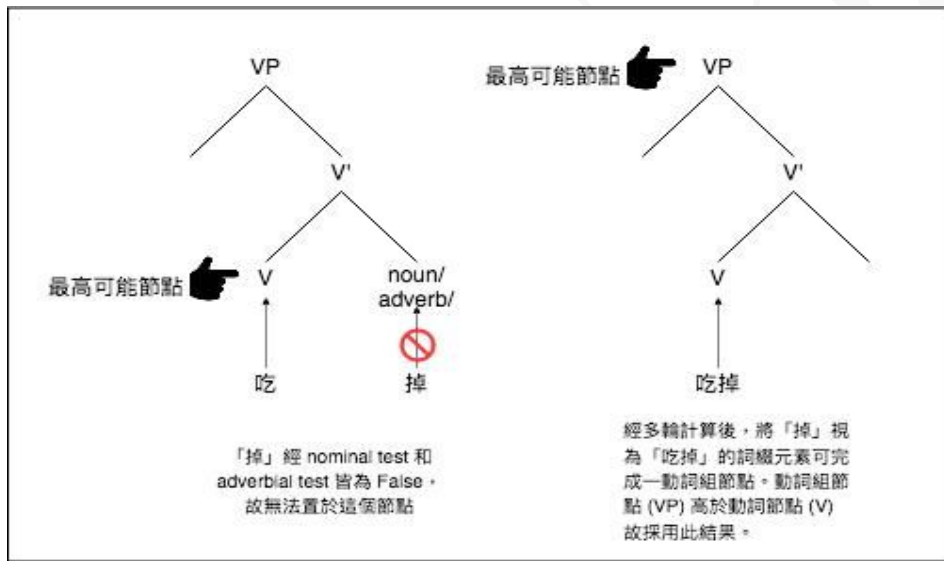 VP
V'
最高可能節點
V
noun/
adverb/
吃
掉
「掉」經 nominal test 和
adverbial test 皆為 False，
故無法置於這個節點
最高可能節點
VP
V'
V
吃掉
經多輪計算後，將「掉」視
為「吃掉」的詞綴元素可完
成一動詞組節點。動詞組節
點 (VP) 高於動詞節點 (V)
故採用此結果。